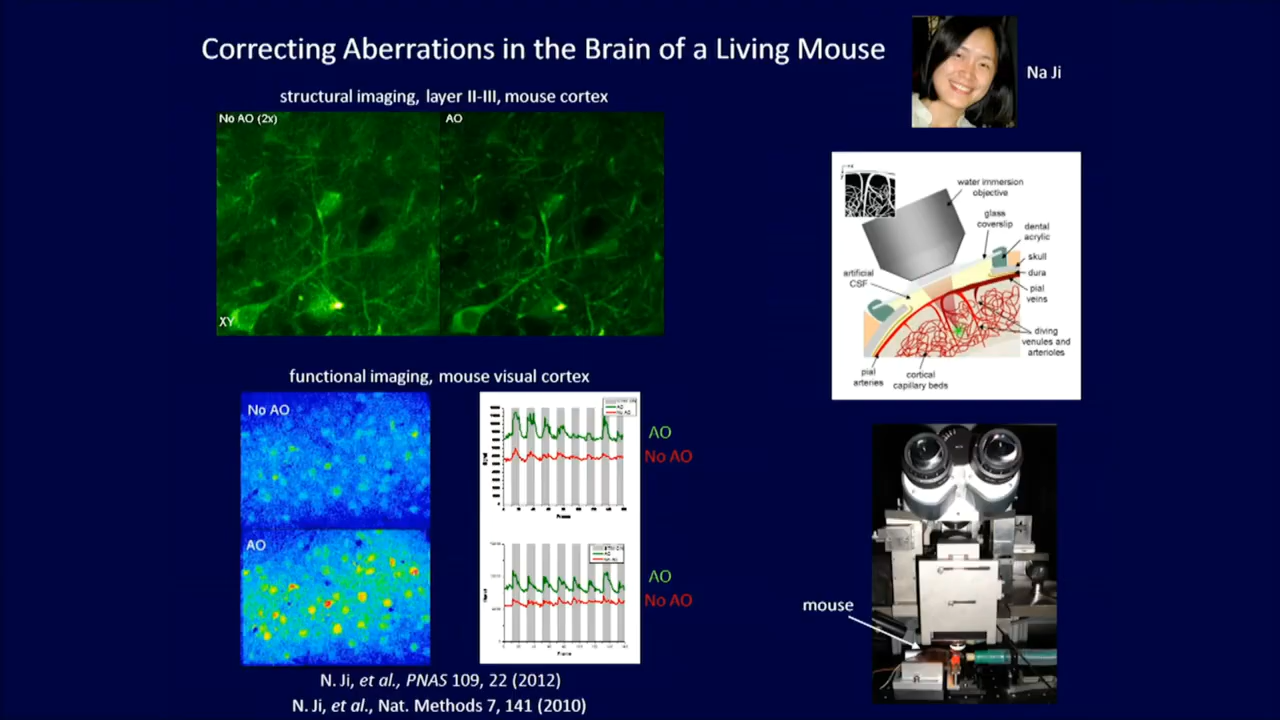 Correcting Aberrations in the Brain of a Living Mouse
Na Ji
structural imaging, layer II-III, mouse cortex
No AO (2x)
AO
XY
water immersion
objective
glass
coverslip
dental
acrylic
skull
dura
pial
veins
artificial
CSF
diving
venules and
arterioles
pial
arteries
cortical
capillary beds
functional imaging, mouse visual cortex
No AO
AO
AO
No AO
Frame
AO
No AO
Frame
mouse
N. Ji, et al., PNAS 109, 22 (2012)
N. Ji, et al., Nat. Methods 7, 141 (2010)